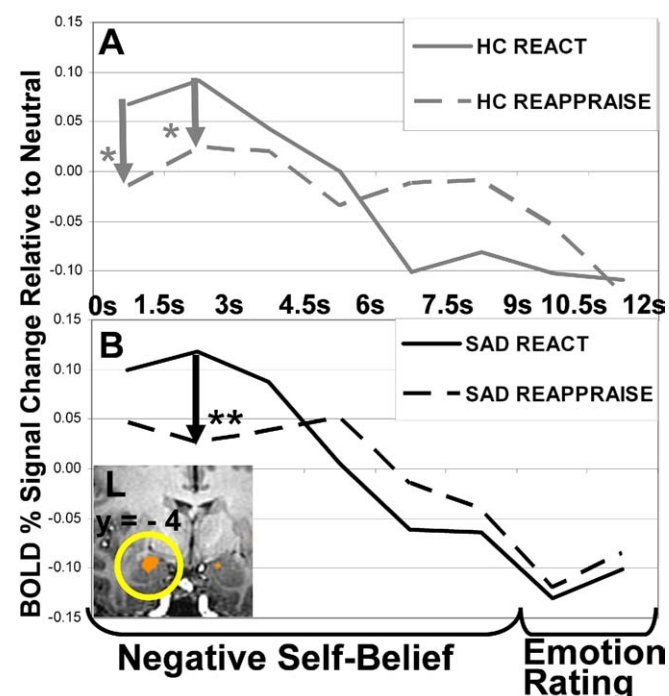 BOLD % Signal Change Relative to Neutral
A
0.15
0.10
0.05
0.00
-0.05
-0.10
HC REACT
HC REAPPRAISE
*
*
0s 1.5s 3s 4.5s 6s 7.5s 9s 10.5s 12s
B
0.15
0.10
0.05
0.00
-0.05
-0.10
-0.15
SAD REACT
SAD REAPPRAISE
**
L
y = - 4
Negative Self-Belief
Emotion
Rating